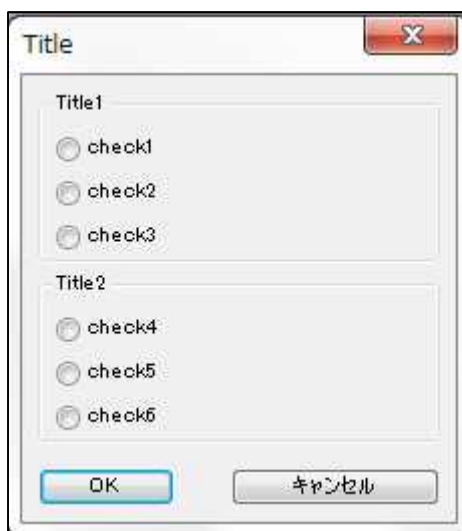 Title
Title1
check1
check2
check3
Title2
check4
check5
check6
OK
キャンセル